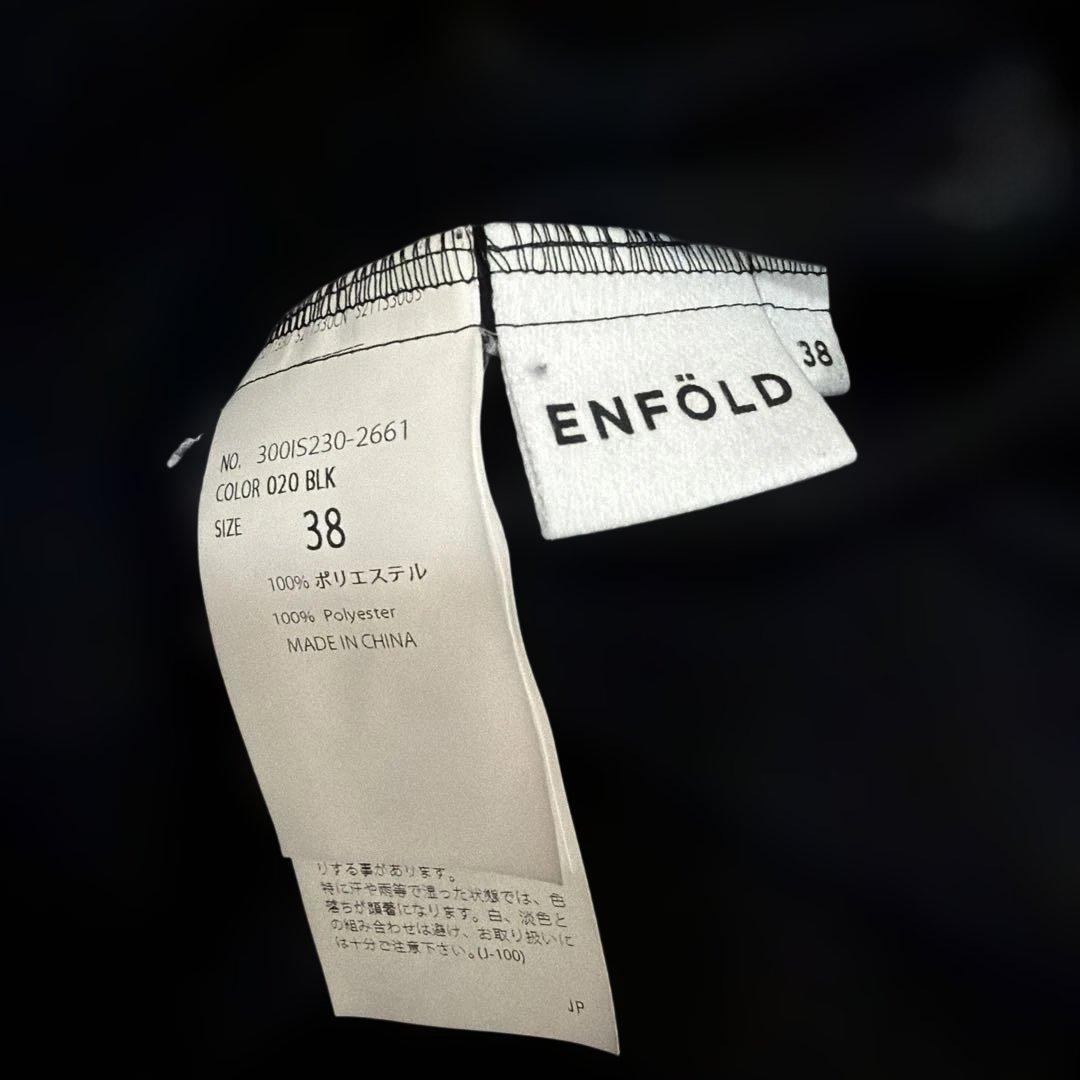 NO. 300IS230-2661
COLOR 020 BLK
SIZE 38
100% ポリエステル
100% Polyester
MADE IN CHINA
りする事があります。
特に汗や雨等で湿った状態では、色
落ちが顕著になります。白、淡色と
の組み合わせは避け、お取り扱いに
は十分ご注意下さい。(J-100)
JP
ENFÖLD
38